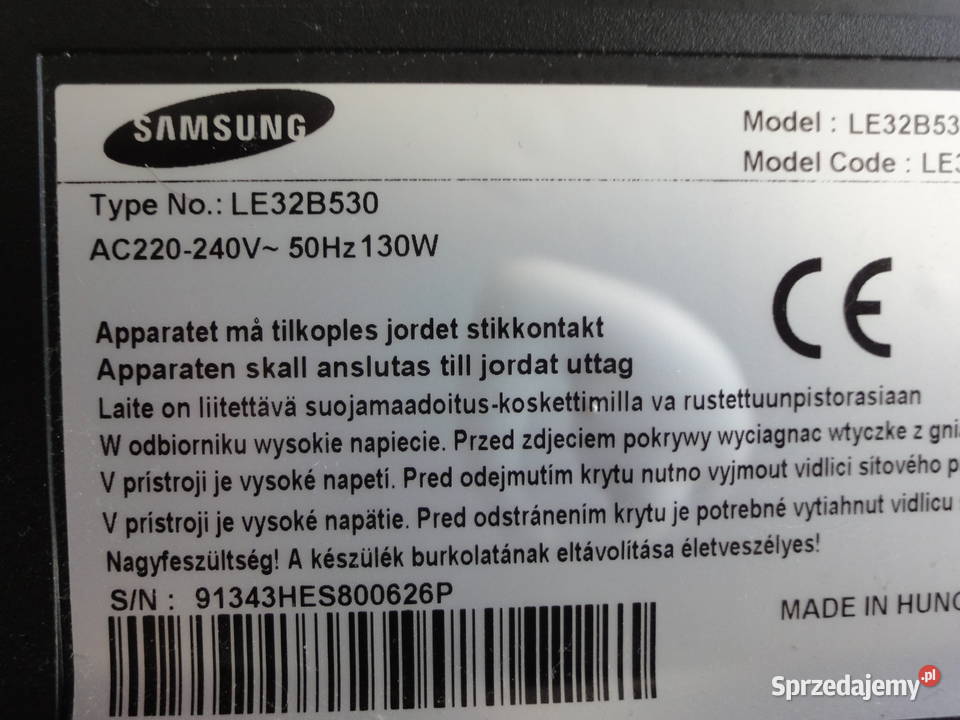 SAMSUNG
Model : LE32B53
Model Code : LE3
Type No.: LE32B530
AC220-240V~ 50Hz 130W
CE
Apparatet må tilkoples jordet stikkontakt
Apparaten skall anslutas till jordat uttag
Laite on liitettävä suojamaadoitus-koskettimilla va rustettuunpistorasiaan
W odbiorniku wysokie napiecie. Przed zdjeciem pokrywy wyciagnac wtyczke z
V prístroji je vysoké napetí. Pred odejmutím krytu nutno vyjmout vidlici sítového
V prístroji je vysoké napätie. Pred odstránením krytu je potrebné vytiahnut vidlicu
Nagyfeszültség! A készülék burkolatának eltávolítása életveszélyes!
S/N : 91343HES800626P
MADE IN
Sprzedajemy.pl